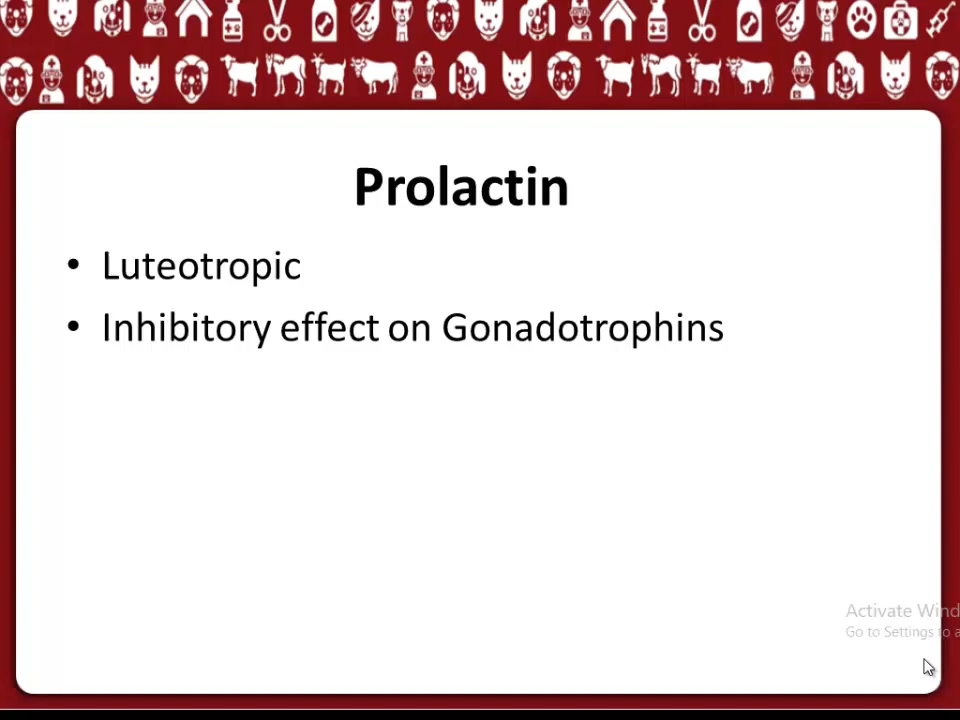 Prolactin
• Luteotropic
• Inhibitory effect on Gonadotrophins
Activate Wind
Go to Settings to a